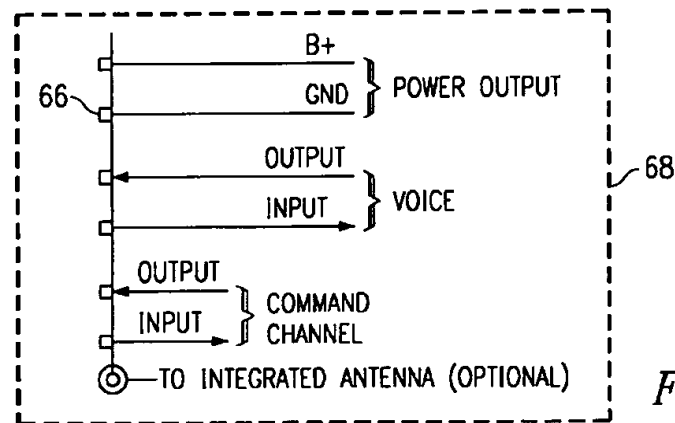 B+
66
GND
POWER OUTPUT
OUTPUT
VOICE
68
INPUT
OUTPUT
COMMAND
CHANNEL
INPUT
TO INTEGRATED ANTENNA (OPTIONAL)
F